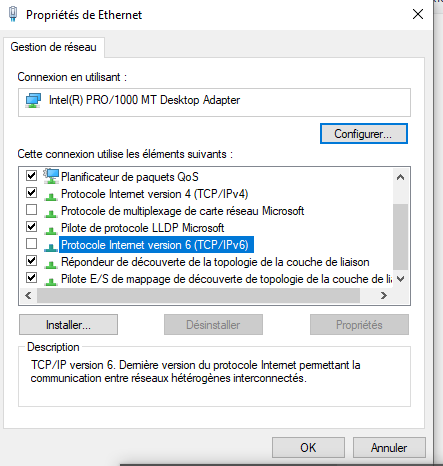 Propriétés de Ethernet
Gestion de réseau
Connexion en utilisant :
Intel(R) PRO/1000 MT Desktop Adapter
Configurer...
Cette connexion utilise les éléments suivants :
Planificateur de paquets QoS
Protocole Internet version 4 (TCP/IPv4)
Protocole de multiplexage de carte réseau Microsoft
Pilote de protocole LLDP Microsoft
Protocole Internet version 6 (TCP/IPv6)
Répondeur de découverte de la topologie de la couche de liaison
Pilote E/S de mappage de découverte de topologie de la couche de
Installer...
Désinstaller
Propriétés
Description
TCP/IP version 6. Dernière version du protocole Internet permettant la
communication entre réseaux hétérogènes interconnectés.
OK
Annuler